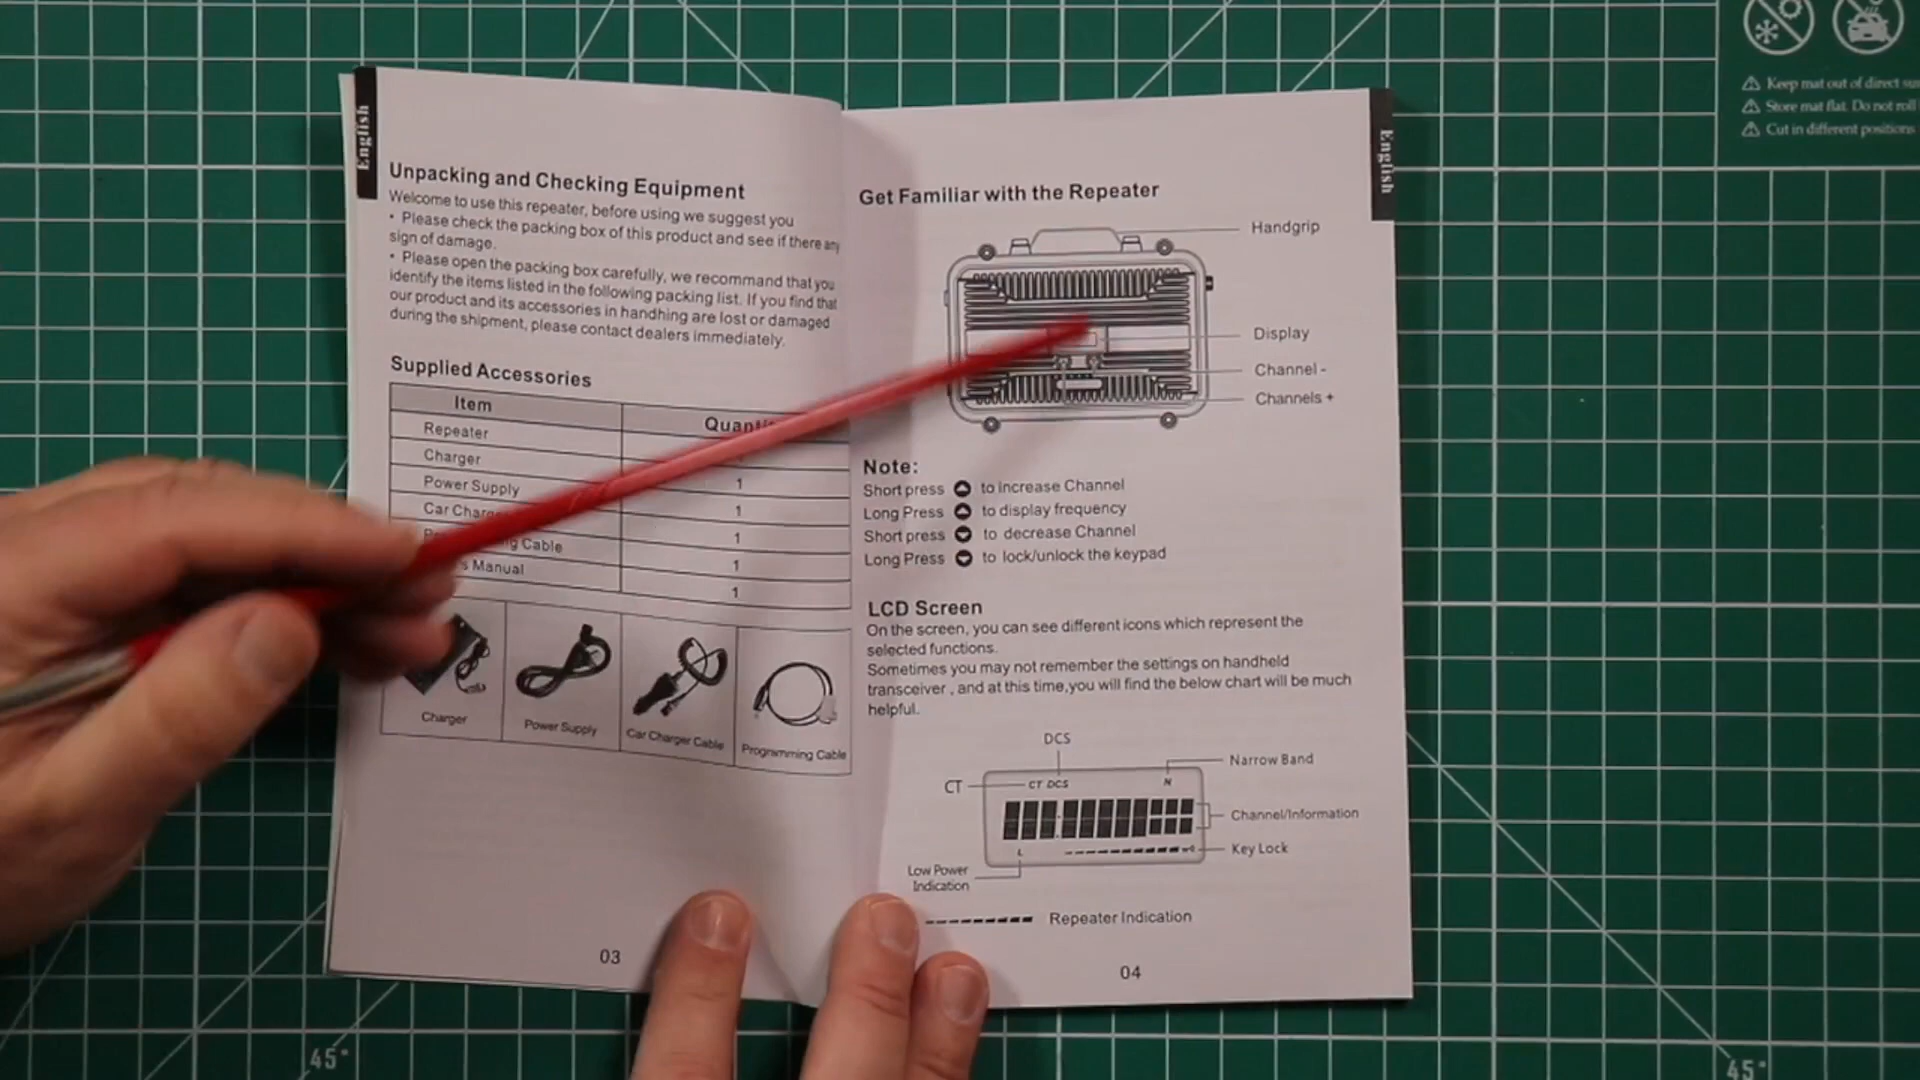 English
Unpacking and Checking Equipment
Welcome to use this repeater, before using we suggest you
• Please check the packing box of this product and see if there any
sign of damage.
• Please open the packing box carefully, we recommand that you
identify the items listed in the following packing list. If you find that
our product and its accessories in handhing are lost or damaged
during the shipment, please contact dealers immediately.
Supplied Accessories
Item
Repeater
Charger
Power Supply 1
1
Cable 1
Manual 1
1
Charger Power Supply Car Charger Cable Programming Cable
03
English
Get Familiar with the Repeater
Handgrip
Display
Channel -
Channels +
Note:
Short press to increase Channel
Long Press to display frequency
Short press to decrease Channel
Long Press to lock/unlock the keypad
LCD Screen
On the screen, you can see different icons which represent the
selected functions.
Sometimes you may not remember the settings on handheld
transceiver , and at this time,you will find the below chart will be much
helpful.
DCS
Narrow Band
CT
CT DCS N
Channel/Information
L
Key Lock
Low Power
Indication
Repeater Indication
04
Keep mat out of direct
Store mat flat. Do not roll
Cut in different positions
45°
45°